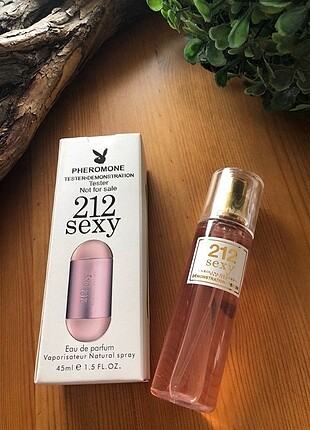 PHEROMONE
TESTER-DEMONSTRATION
Tester
Not for sale
212
sexy
Eau de parfum
Vaporisateur Natural spray
45ml e 1.5 FL.OZ.
212
sexy
DEMONSTRATION